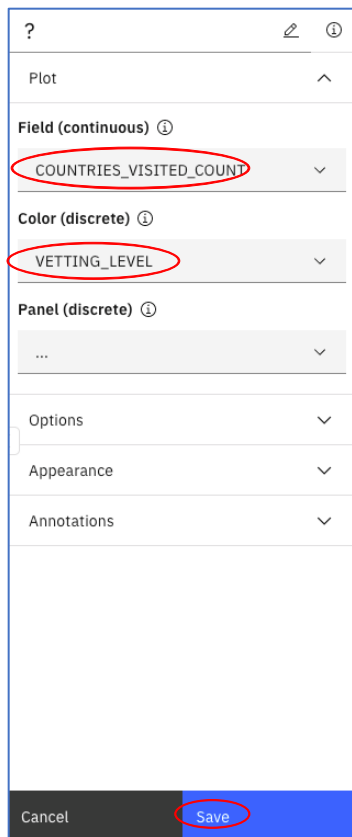 ?
Plot
Field (continuous)
COUNTRIES_VISITED_COUNT
Color (discrete)
VETTING_LEVEL
Panel (discrete)
...
Options
Appearance
Annotations
Cancel Save